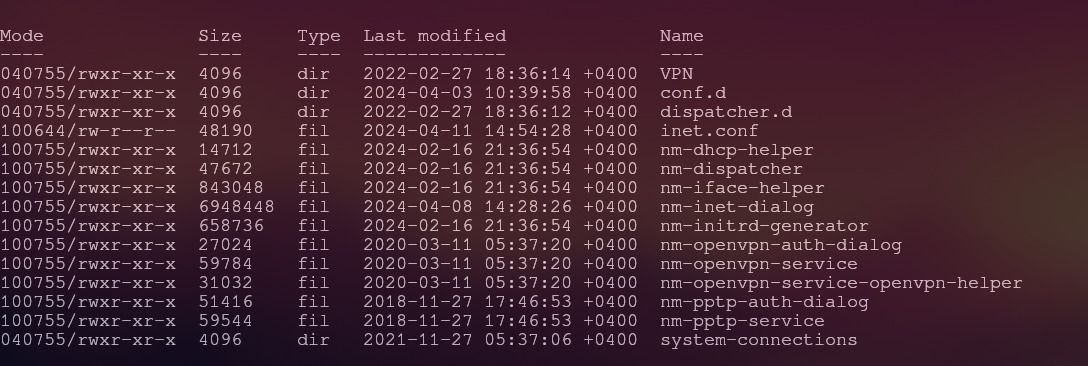 Mode Size Type Last modified Name
---- ---- ---- ------------- ----
040755/rwxr-xr-x 4096 dir 2022-02-27 18:36:14 +0400 VPN
040755/rwxr-xr-x 4096 dir 2024-04-03 10:39:58 +0400 conf.d
040755/rwxr-xr-x 4096 dir 2022-02-27 18:36:12 +0400 dispatcher.d
100644/rw-r--r-- 48190 fil 2024-04-11 14:54:28 +0400 inet.conf
100755/rwxr-xr-x 14712 fil 2024-02-16 21:36:54 +0400 nm-dhcp-helper
100755/rwxr-xr-x 47672 fil 2024-02-16 21:36:54 +0400 nm-dispatcher
100755/rwxr-xr-x 843048 fil 2024-02-16 21:36:54 +0400 nm-iface-helper
100755/rwxr-xr-x 6948448 fil 2024-04-08 14:28:26 +0400 nm-inet-dialog
100755/rwxr-xr-x 658736 fil 2024-02-16 21:36:54 +0400 nm-initrd-generator
100755/rwxr-xr-x 27024 fil 2020-03-11 05:37:20 +0400 nm-openvpn-auth-dialog
100755/rwxr-xr-x 59784 fil 2020-03-11 05:37:20 +0400 nm-openvpn-service
100755/rwxr-xr-x 31032 fil 2020-03-11 05:37:20 +0400 nm-openvpn-service-openvpn-helper
100755/rwxr-xr-x 51416 fil 2018-11-27 17:46:53 +0400 nm-pptp-auth-dialog
100755/rwxr-xr-x 59544 fil 2018-11-27 17:46:53 +0400 nm-pptp-service
040755/rwxr-xr-x 4096 dir 2021-11-27 05:37:06 +0400 system-connections